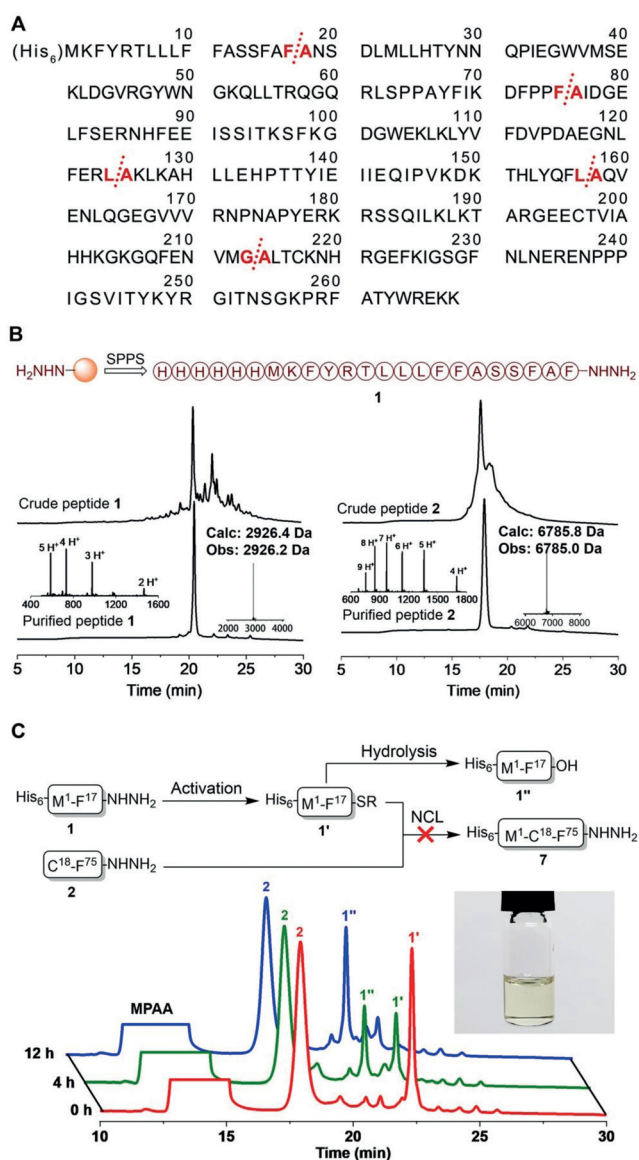 A
10 20 30 40
(His6)MKFYRTLLLF FASSFAFANS DLMLLHTYNN QPIEGWVMSE
50 60 70 80
KLDGVRGYWN GKQLLTRQGQ RLSPPAYFIK DFPPFAIDGE
90 100 110 120
LFSERNHFEE ISSITKSFKG DGWEKLKLYV FDVPDAEGNL
130 140 150 160
FERLAKLKAH LLEHPTTYIE IIEQIPVKDK THLYQFLAQV
170 180 190 200
ENLQGEGVVV RNPNAPYERK RSSQILKLKT ARGEECTVIA
210 220 230 240
HHKGKGQFEN VMGALTCKNH RGEFKIGSGF NLNERENPPP
250 260
IGSVITYKYR GITNSGKPRF ATYWREKK
B
H2NHN SPPS HHHHHHMKFYRTLLLFFASSFAF-NHNH2
1
Crude peptide 1
Calc: 2926.4 Da
Obs: 2926.2 Da
5 H+ 4 H+ 3 H+ 2 H+
400 800 1200 1600
2000 3000 4000
Purified peptide 1
5 10 15 20 25 30
Time (min)
Crude peptide 2
Calc: 6785.8 Da
Obs: 6785.0 Da
9 H+ 8 H+ 7 H+ 6 H+ 5 H+ 4 H+
600 900 1200 1500 1800
6000 7000 8000
Purified peptide 2
5 10 15 20 25 30
Time (min)
C
Hydrolysis
His6-M1-F17-OH
1"
His6-M1-F17-NHNH2
1
Activation
His6-M1-F17-SR
1'
NCL
His6-M1-C18-F75-NHNH2
7
C18-F75-NHNH2
2
2 2 2 1" 1" 1' 1'
MPAA
12 h
4 h
0 h
10 15 20 25 30
Time (min)